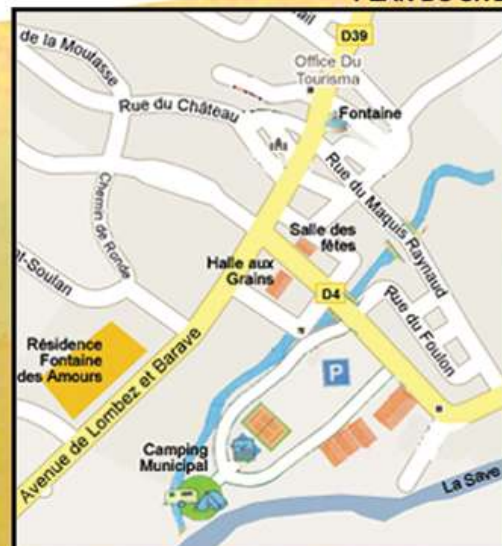 D39
de la Moutasse
Office Du
Tourisma
Rue du Château
Fontaine
Rue du Maquis Raynaud
Chemin de Ronde
Salle des
fêtes
Halle aux
Grains
D4
Rue du Foulon
Résidence
Fontaine
des Amours
P
Avenue de Lombez et Barave
Camping
Municipal
La Save